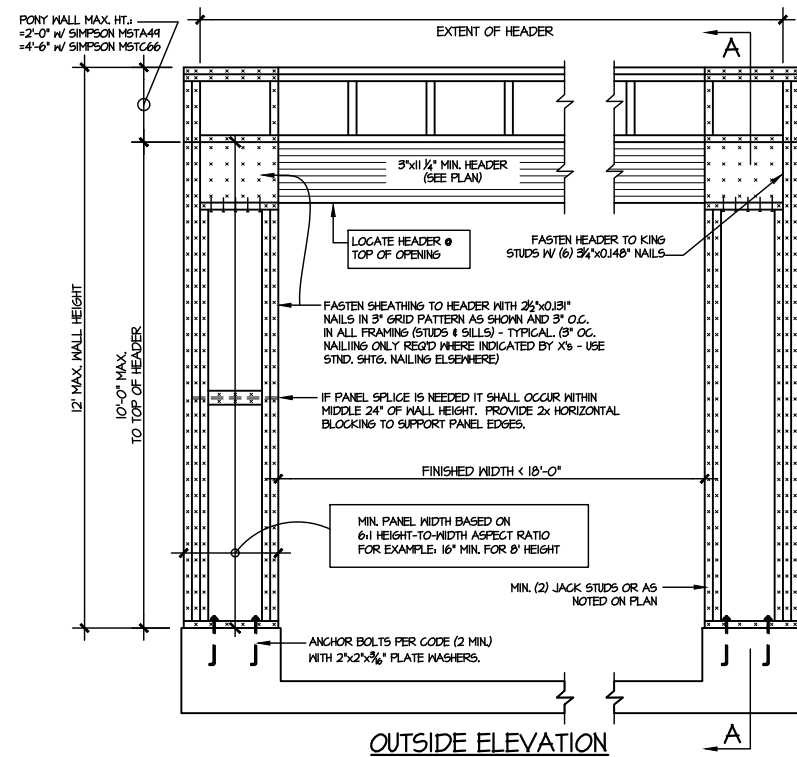 PONY WALL MAX. HT.:
=2'-0" W/ SIMPSON MSTA49
=4'-6" W/ SIMPSON MSTC66
EXTENT OF HEADER
A
3"x11 1/4" MIN. HEADER
(SEE PLAN)
LOCATE HEADER @
TOP OF OPENING
FASTEN HEADER TO KING
STUDS W/ (6) 3 1/4"x0.148" NAILS
FASTEN SHEATHING TO HEADER WITH 2 1/2"x0.131"
NAILS IN 3" GRID PATTERN AS SHOWN AND 3" O.C.
IN ALL FRAMING (STUDS & SILLS) - TYPICAL. (3" OC.
NAILING ONLY REQ'D WHERE INDICATED BY X's - USE
STND. SHTG. NAILING ELSEWHERE)
12' MAX. WALL HEIGHT
10'-0" MAX.
TO TOP OF HEADER
IF PANEL SPLICE IS NEEDED IT SHALL OCCUR WITHIN
MIDDLE 24" OF WALL HEIGHT. PROVIDE 2x HORIZONTAL
BLOCKING TO SUPPORT PANEL EDGES.
FINISHED WIDTH < 18'-0"
MIN. PANEL WIDTH BASED ON
6:1 HEIGHT-TO-WIDTH ASPECT RATIO
FOR EXAMPLE: 16" MIN. FOR 8' HEIGHT
MIN. (2) JACK STUDS OR AS
NOTED ON PLAN
ANCHOR BOLTS PER CODE (2 MIN.)
WITH 2"x2"x3/16" PLATE WASHERS.
A
OUTSIDE ELEVATION